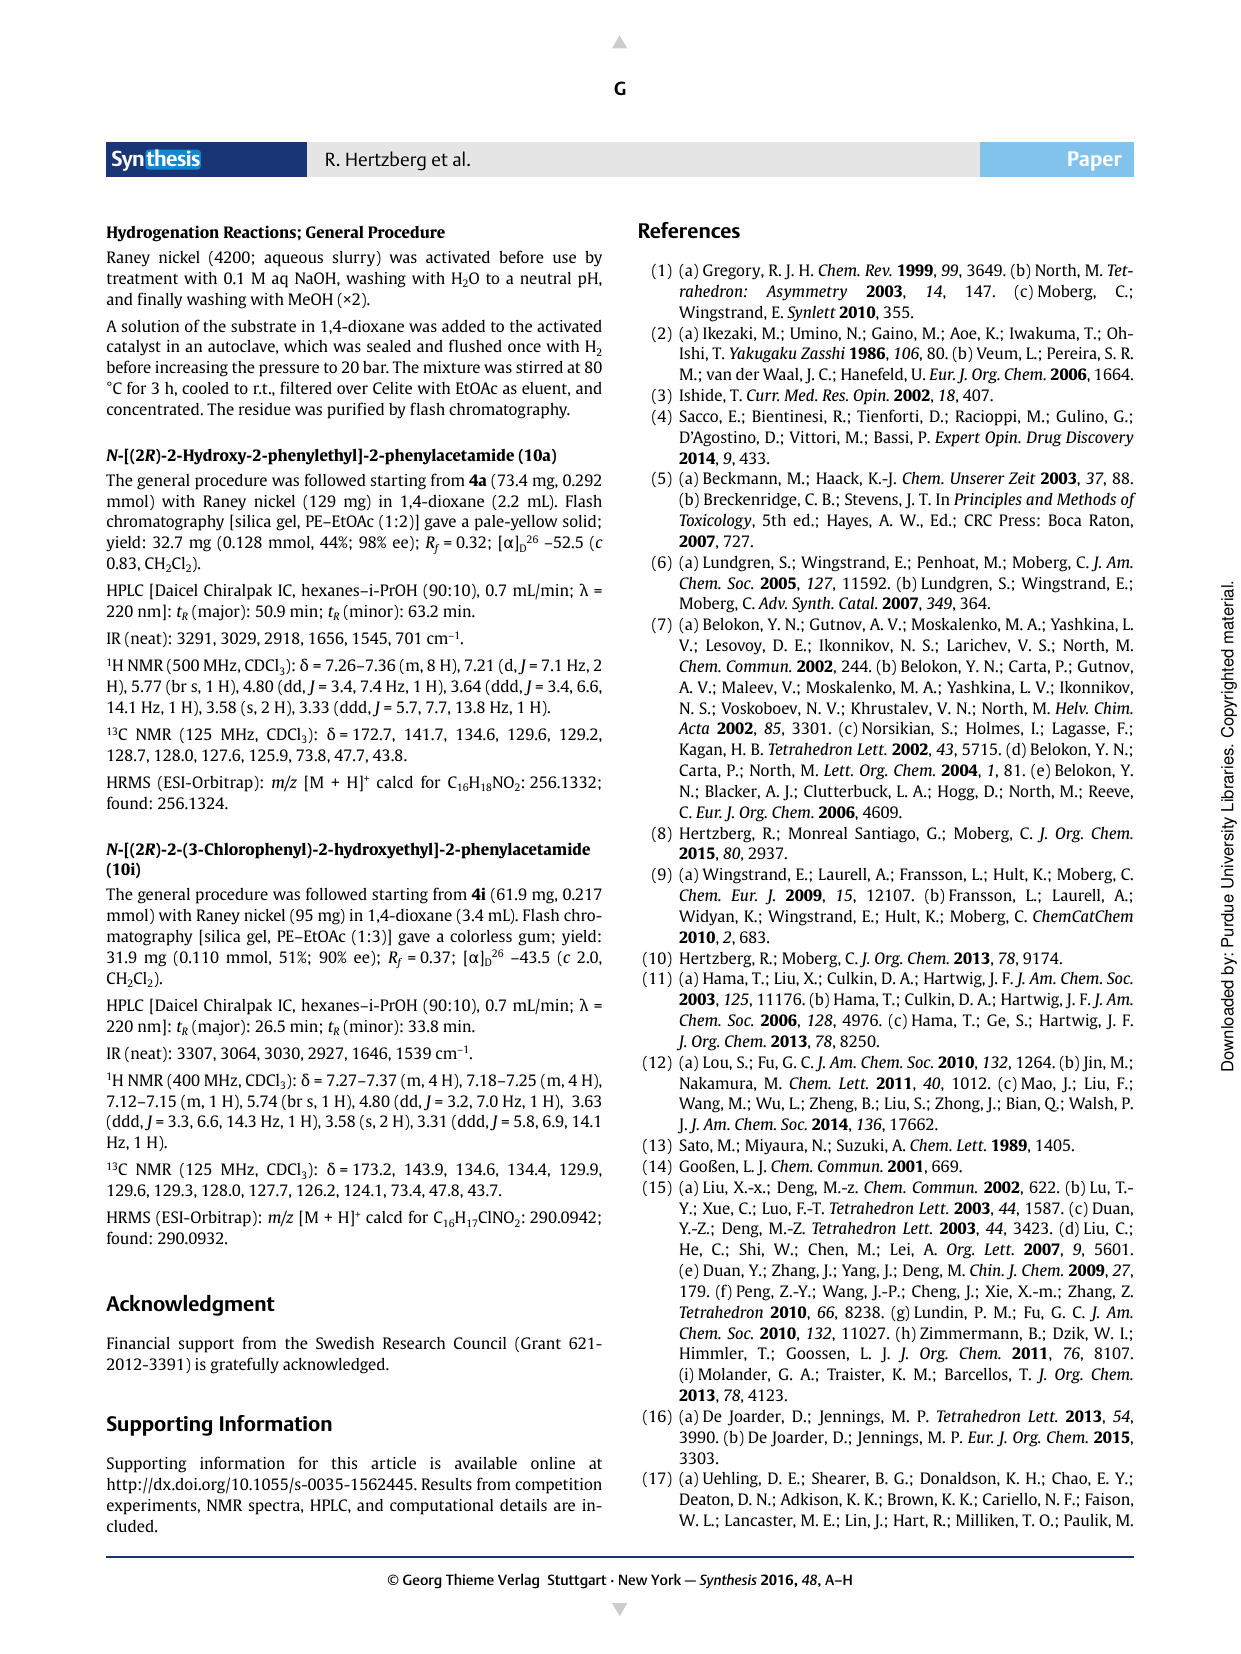 G
Synthesis
R. Hertzberg et al.
Paper
Hydrogenation Reactions; General Procedure
Raney nickel (4200; aqueous slurry) was activated before use by
treatment with 0.1 M aq NaOH, washing with H₂O to a neutral pH,
and finally washing with MeOH (×2).
A solution of the substrate in 1,4-dioxane was added to the activated
catalyst in an autoclave, which was sealed and flushed once with H₂
before increasing the pressure to 20 bar. The mixture was stirred at 80
°C for 3 h, cooled to r.t., filtered over Celite with EtOAc as eluent, and
concentrated. The residue was purified by flash chromatography.
N-[(2R)-2-Hydroxy-2-phenylethyl]-2-phenylacetamide (10a)
The general procedure was followed starting from 4a (73.4 mg, 0.292
mmol) with Raney nickel (129 mg) in 1,4-dioxane (2.2 mL). Flash
chromatography [silica gel, PE–EtOAc (1:2)] gave a pale-yellow solid;
yield: 32.7 mg (0.128 mmol, 44%; 98% ee); Rf = 0.32; [α]D²⁶ –52.5 (c
0.83, CH₂Cl₂).
HPLC [Daicel Chiralpak IC, hexanes–i-PrOH (90:10), 0.7 mL/min; λ =
220 nm]: tR (major): 50.9 min; tR (minor): 63.2 min.
IR (neat): 3291, 3029, 2918, 1656, 1545, 701 cm⁻¹.
¹H NMR (500 MHz, CDCl₃): δ = 7.26–7.36 (m, 8 H), 7.21 (d, J = 7.1 Hz, 2
H), 5.77 (br s, 1 H), 4.80 (dd, J = 3.4, 7.4 Hz, 1 H), 3.64 (ddd, J = 3.4, 6.6,
14.1 Hz, 1 H), 3.58 (s, 2 H), 3.33 (ddd, J = 5.7, 7.7, 13.8 Hz, 1 H).
¹³C NMR (125 MHz, CDCl₃): δ = 172.7, 141.7, 134.6, 129.6, 129.2,
128.7, 128.0, 127.6, 125.9, 73.8, 47.7, 43.8.
HRMS (ESI-Orbitrap): m/z [M + H]⁺ calcd for C₁₆H₁₈NO₂: 256.1332;
found: 256.1324.
N-[(2R)-2-(3-Chlorophenyl)-2-hydroxyethyl]-2-phenylacetamide
(10i)
The general procedure was followed starting from 4i (61.9 mg, 0.217
mmol) with Raney nickel (95 mg) in 1,4-dioxane (3.4 mL). Flash chro-
matography [silica gel, PE–EtOAc (1:3)] gave a colorless gum; yield:
31.9 mg (0.110 mmol, 51%; 90% ee); Rf = 0.37; [α]D²⁶ –43.5 (c 2.0,
CH₂Cl₂).
HPLC [Daicel Chiralpak IC, hexanes–i-PrOH (90:10), 0.7 mL/min; λ =
220 nm]: tR (major): 26.5 min; tR (minor): 33.8 min.
IR (neat): 3307, 3064, 3030, 2927, 1646, 1539 cm⁻¹.
¹H NMR (400 MHz, CDCl₃): δ = 7.27–7.37 (m, 4 H), 7.18–7.25 (m, 4 H),
7.12–7.15 (m, 1 H), 5.74 (br s, 1 H), 4.80 (dd, J = 3.2, 7.0 Hz, 1 H), 3.63
(ddd, J = 3.3, 6.6, 14.3 Hz, 1 H), 3.58 (s, 2 H), 3.31 (ddd, J = 5.8, 6.9, 14.1
Hz, 1 H).
¹³C NMR (125 MHz, CDCl₃): δ = 173.2, 143.9, 134.6, 134.4, 129.9,
129.6, 129.3, 128.0, 127.7, 126.2, 124.1, 73.4, 47.8, 43.7.
HRMS (ESI-Orbitrap): m/z [M + H]⁺ calcd for C₁₆H₁₇ClNO₂: 290.0942;
found: 290.0932.
Acknowledgment
Financial support from the Swedish Research Council (Grant 621-
2012-3391) is gratefully acknowledged.
Supporting Information
Supporting information for this article is available online at
http://dx.doi.org/10.1055/s-0035-1562445. Results from competition
experiments, NMR spectra, HPLC, and computational details are in-
cluded.
References
(1) (a) Gregory, R. J. H. Chem. Rev. 1999, 99, 3649. (b) North, M. Tet-
rahedron: Asymmetry 2003, 14, 147. (c) Moberg, C.;
Wingstrand, E. Synlett 2010, 355.
(2) (a) Ikezaki, M.; Umino, N.; Gaino, M.; Aoe, K.; Iwakuma, T.; Oh-
Ishi, T. Yakugaku Zasshi 1986, 106, 80. (b) Veum, L.; Pereira, S. R.
M.; van der Waal, J. C.; Hanefeld, U. Eur. J. Org. Chem. 2006, 1664.
(3) Ishide, T. Curr. Med. Res. Opin. 2002, 18, 407.
(4) Sacco, E.; Bientinesi, R.; Tienforti, D.; Racioppi, M.; Gulino, G.;
D'Agostino, D.; Vittori, M.; Bassi, P. Expert Opin. Drug Discovery
2014, 9, 433.
(5) (a) Beckmann, M.; Haack, K.-J. Chem. Unserer Zeit 2003, 37, 88.
(b) Breckenridge, C. B.; Stevens, J. T. In Principles and Methods of
Toxicology, 5th ed.; Hayes, A. W., Ed.; CRC Press: Boca Raton,
2007, 727.
(6) (a) Lundgren, S.; Wingstrand, E.; Penhoat, M.; Moberg, C. J. Am.
Chem. Soc. 2005, 127, 11592. (b) Lundgren, S.; Wingstrand, E.;
Moberg, C. Adv. Synth. Catal. 2007, 349, 364.
(7) (a) Belokon, Y. N.; Gutnov, A. V.; Moskalenko, M. A.; Yashkina, L.
V.; Lesovoy, D. E.; Ikonnikov, N. S.; Larichev, V. S.; North, M.
Chem. Commun. 2002, 244. (b) Belokon, Y. N.; Carta, P.; Gutnov,
A. V.; Maleev, V.; Moskalenko, M. A.; Yashkina, L. V.; Ikonnikov,
N. S.; Voskoboev, N. V.; Khrustalev, V. N.; North, M. Helv. Chim.
Acta 2002, 85, 3301. (c) Norsikian, S.; Holmes, I.; Lagasse, F.;
Kagan, H. B. Tetrahedron Lett. 2002, 43, 5715. (d) Belokon, Y. N.;
Carta, P.; North, M. Lett. Org. Chem. 2004, 1, 81. (e) Belokon, Y.
N.; Blacker, A. J.; Clutterbuck, L. A.; Hogg, D.; North, M.; Reeve,
C. Eur. J. Org. Chem. 2006, 4609.
(8) Hertzberg, R.; Monreal Santiago, G.; Moberg, C. J. Org. Chem.
2015, 80, 2937.
(9) (a) Wingstrand, E.; Laurell, A.; Fransson, L.; Hult, K.; Moberg, C.
Chem. Eur. J. 2009, 15, 12107. (b) Fransson, L.; Laurell, A.;
Widyan, K.; Wingstrand, E.; Hult, K.; Moberg, C. ChemCatChem
2010, 2, 683.
(10) Hertzberg, R.; Moberg, C. J. Org. Chem. 2013, 78, 9174.
(11) (a) Hama, T.; Liu, X.; Culkin, D. A.; Hartwig, J. F. J. Am. Chem. Soc.
2003, 125, 11176. (b) Hama, T.; Culkin, D. A.; Hartwig, J. F. J. Am.
Chem. Soc. 2006, 128, 4976. (c) Hama, T.; Ge, S.; Hartwig, J. F.
J. Org. Chem. 2013, 78, 8250.
(12) (a) Lou, S.; Fu, G. C. J. Am. Chem. Soc. 2010, 132, 1264. (b) Jin, M.;
Nakamura, M. Chem. Lett. 2011, 40, 1012. (c) Mao, J.; Liu, F.;
Wang, M.; Wu, L.; Zheng, B.; Liu, S.; Zhong, J.; Bian, Q.; Walsh, P.
J. J. Am. Chem. Soc. 2014, 136, 17662.
(13) Sato, M.; Miyaura, N.; Suzuki, A. Chem. Lett. 1989, 1405.
(14) Gooßen, L. J. Chem. Commun. 2001, 669.
(15) (a) Liu, X.-x.; Deng, M.-z. Chem. Commun. 2002, 622. (b) Lu, T.-
Y.; Xue, C.; Luo, F.-T. Tetrahedron Lett. 2003, 44, 1587. (c) Duan,
Y.-Z.; Deng, M.-Z. Tetrahedron Lett. 2003, 44, 3423. (d) Liu, C.;
He, C.; Shi, W.; Chen, M.; Lei, A. Org. Lett. 2007, 9, 5601.
(e) Duan, Y.; Zhang, J.; Yang, J.; Deng, M. Chin. J. Chem. 2009, 27,
179. (f) Peng, Z.-Y.; Wang, J.-P.; Cheng, J.; Xie, X.-m.; Zhang, Z.
Tetrahedron 2010, 66, 8238. (g) Lundin, P. M.; Fu, G. C. J. Am.
Chem. Soc. 2010, 132, 11027. (h) Zimmermann, B.; Dzik, W. I.;
Himmler, T.; Goossen, L. J. J. Org. Chem. 2011, 76, 8107.
(i) Molander, G. A.; Traister, K. M.; Barcellos, T. J. Org. Chem.
2013, 78, 4123.
(16) (a) De Joarder, D.; Jennings, M. P. Tetrahedron Lett. 2013, 54,
3990. (b) De Joarder, D.; Jennings, M. P. Eur. J. Org. Chem. 2015,
3303.
(17) (a) Uehling, D. E.; Shearer, B. G.; Donaldson, K. H.; Chao, E. Y.;
Deaton, D. N.; Adkison, K. K.; Brown, K. K.; Cariello, N. F.; Faison,
W. L.; Lancaster, M. E.; Lin, J.; Hart, R.; Milliken, T. O.; Paulik, M.
Downloaded by: Purdue University Libraries. Copyrighted material.
© Georg Thieme Verlag Stuttgart · New York — Synthesis 2016, 48, A–H